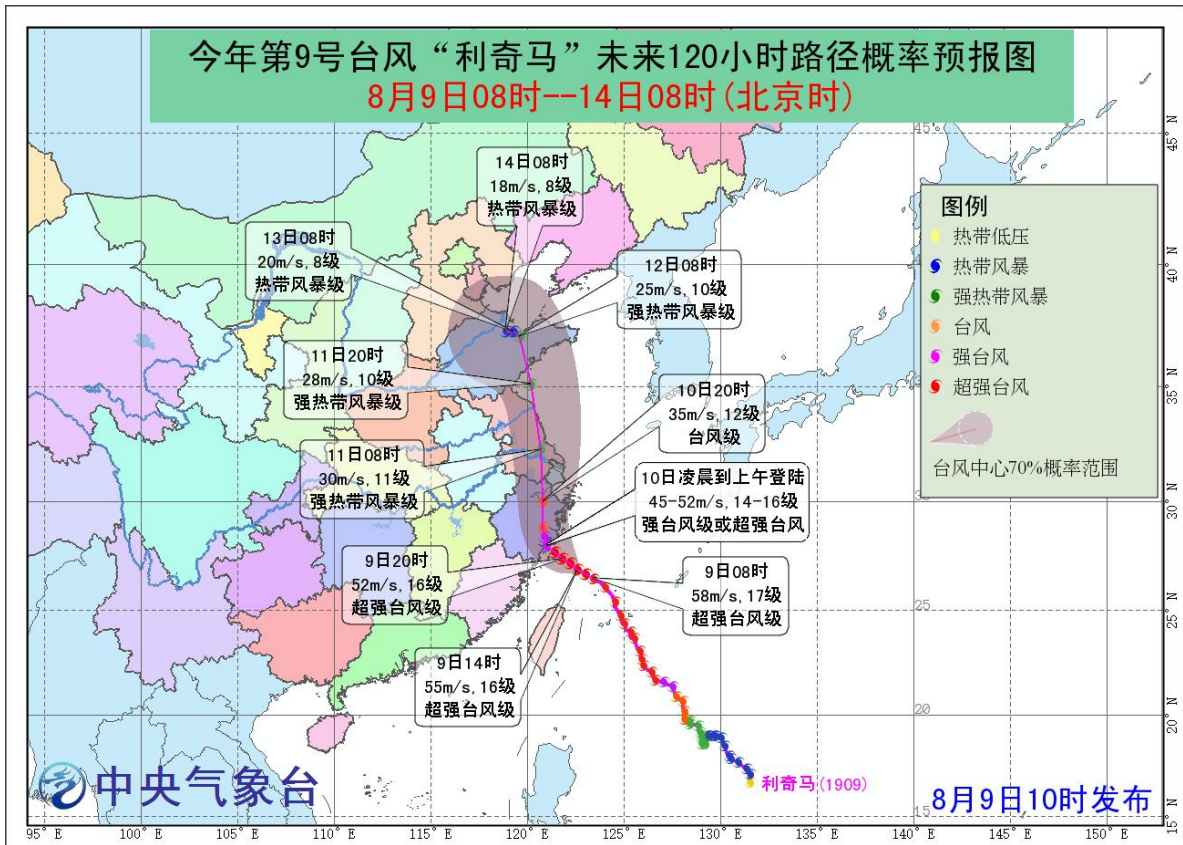 今年第9号台风“利奇马”未来120小时路径概率预报图
8月9日08时--14日08时(北京时)
14日08时
18m/s,8级
热带风暴级
13日08时
20m/s,8级
热带风暴级
12日08时
25m/s,10级
强热带风暴级
11日20时
28m/s,10级
强热带风暴级
10日20时
35m/s,12级
台风级
11日08时
30m/s,11级
强热带风暴级
10日凌晨到上午登陆
45-52m/s,14-16级
强台风级或超强台风
9日20时
52m/s,16级
超强台风级
9日08时
58m/s,17级
超强台风级
9日14时
55m/s,16级
超强台风级
图例
热带低压
热带风暴
强热带风暴
台风
强台风
超强台风
台风中心70%概率范围
利奇马(1909)
中央气象台
8月9日10时发布
45° N
40° N
35° N
30° N
25° N
20° N
15° N
45°
40
35
30
25
20
95° E
100° E
105° E
110° E
115° E
120° E
125° E
130° E
135° E
140° E
145° E
150° E